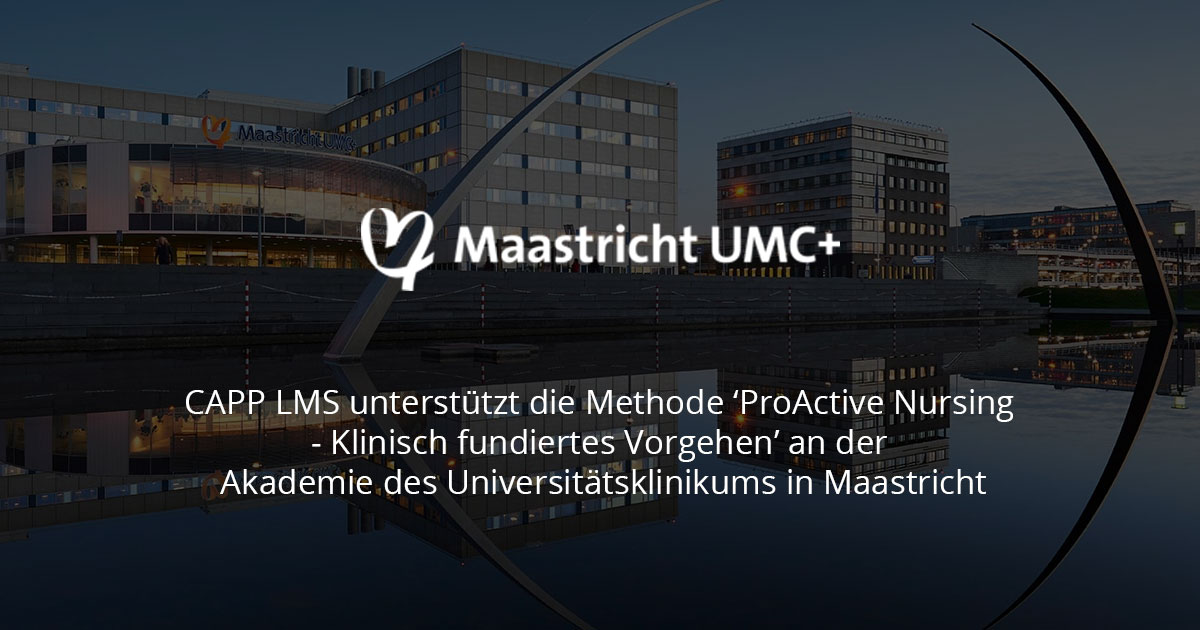 Maastricht UMC+
Maastricht UMC+
CAPP LMS unterstützt die Methode ‘ProActive Nursing
- Klinisch fundiertes Vorgehen’ an der
Akademie des Universitätsklinikums in Maastricht